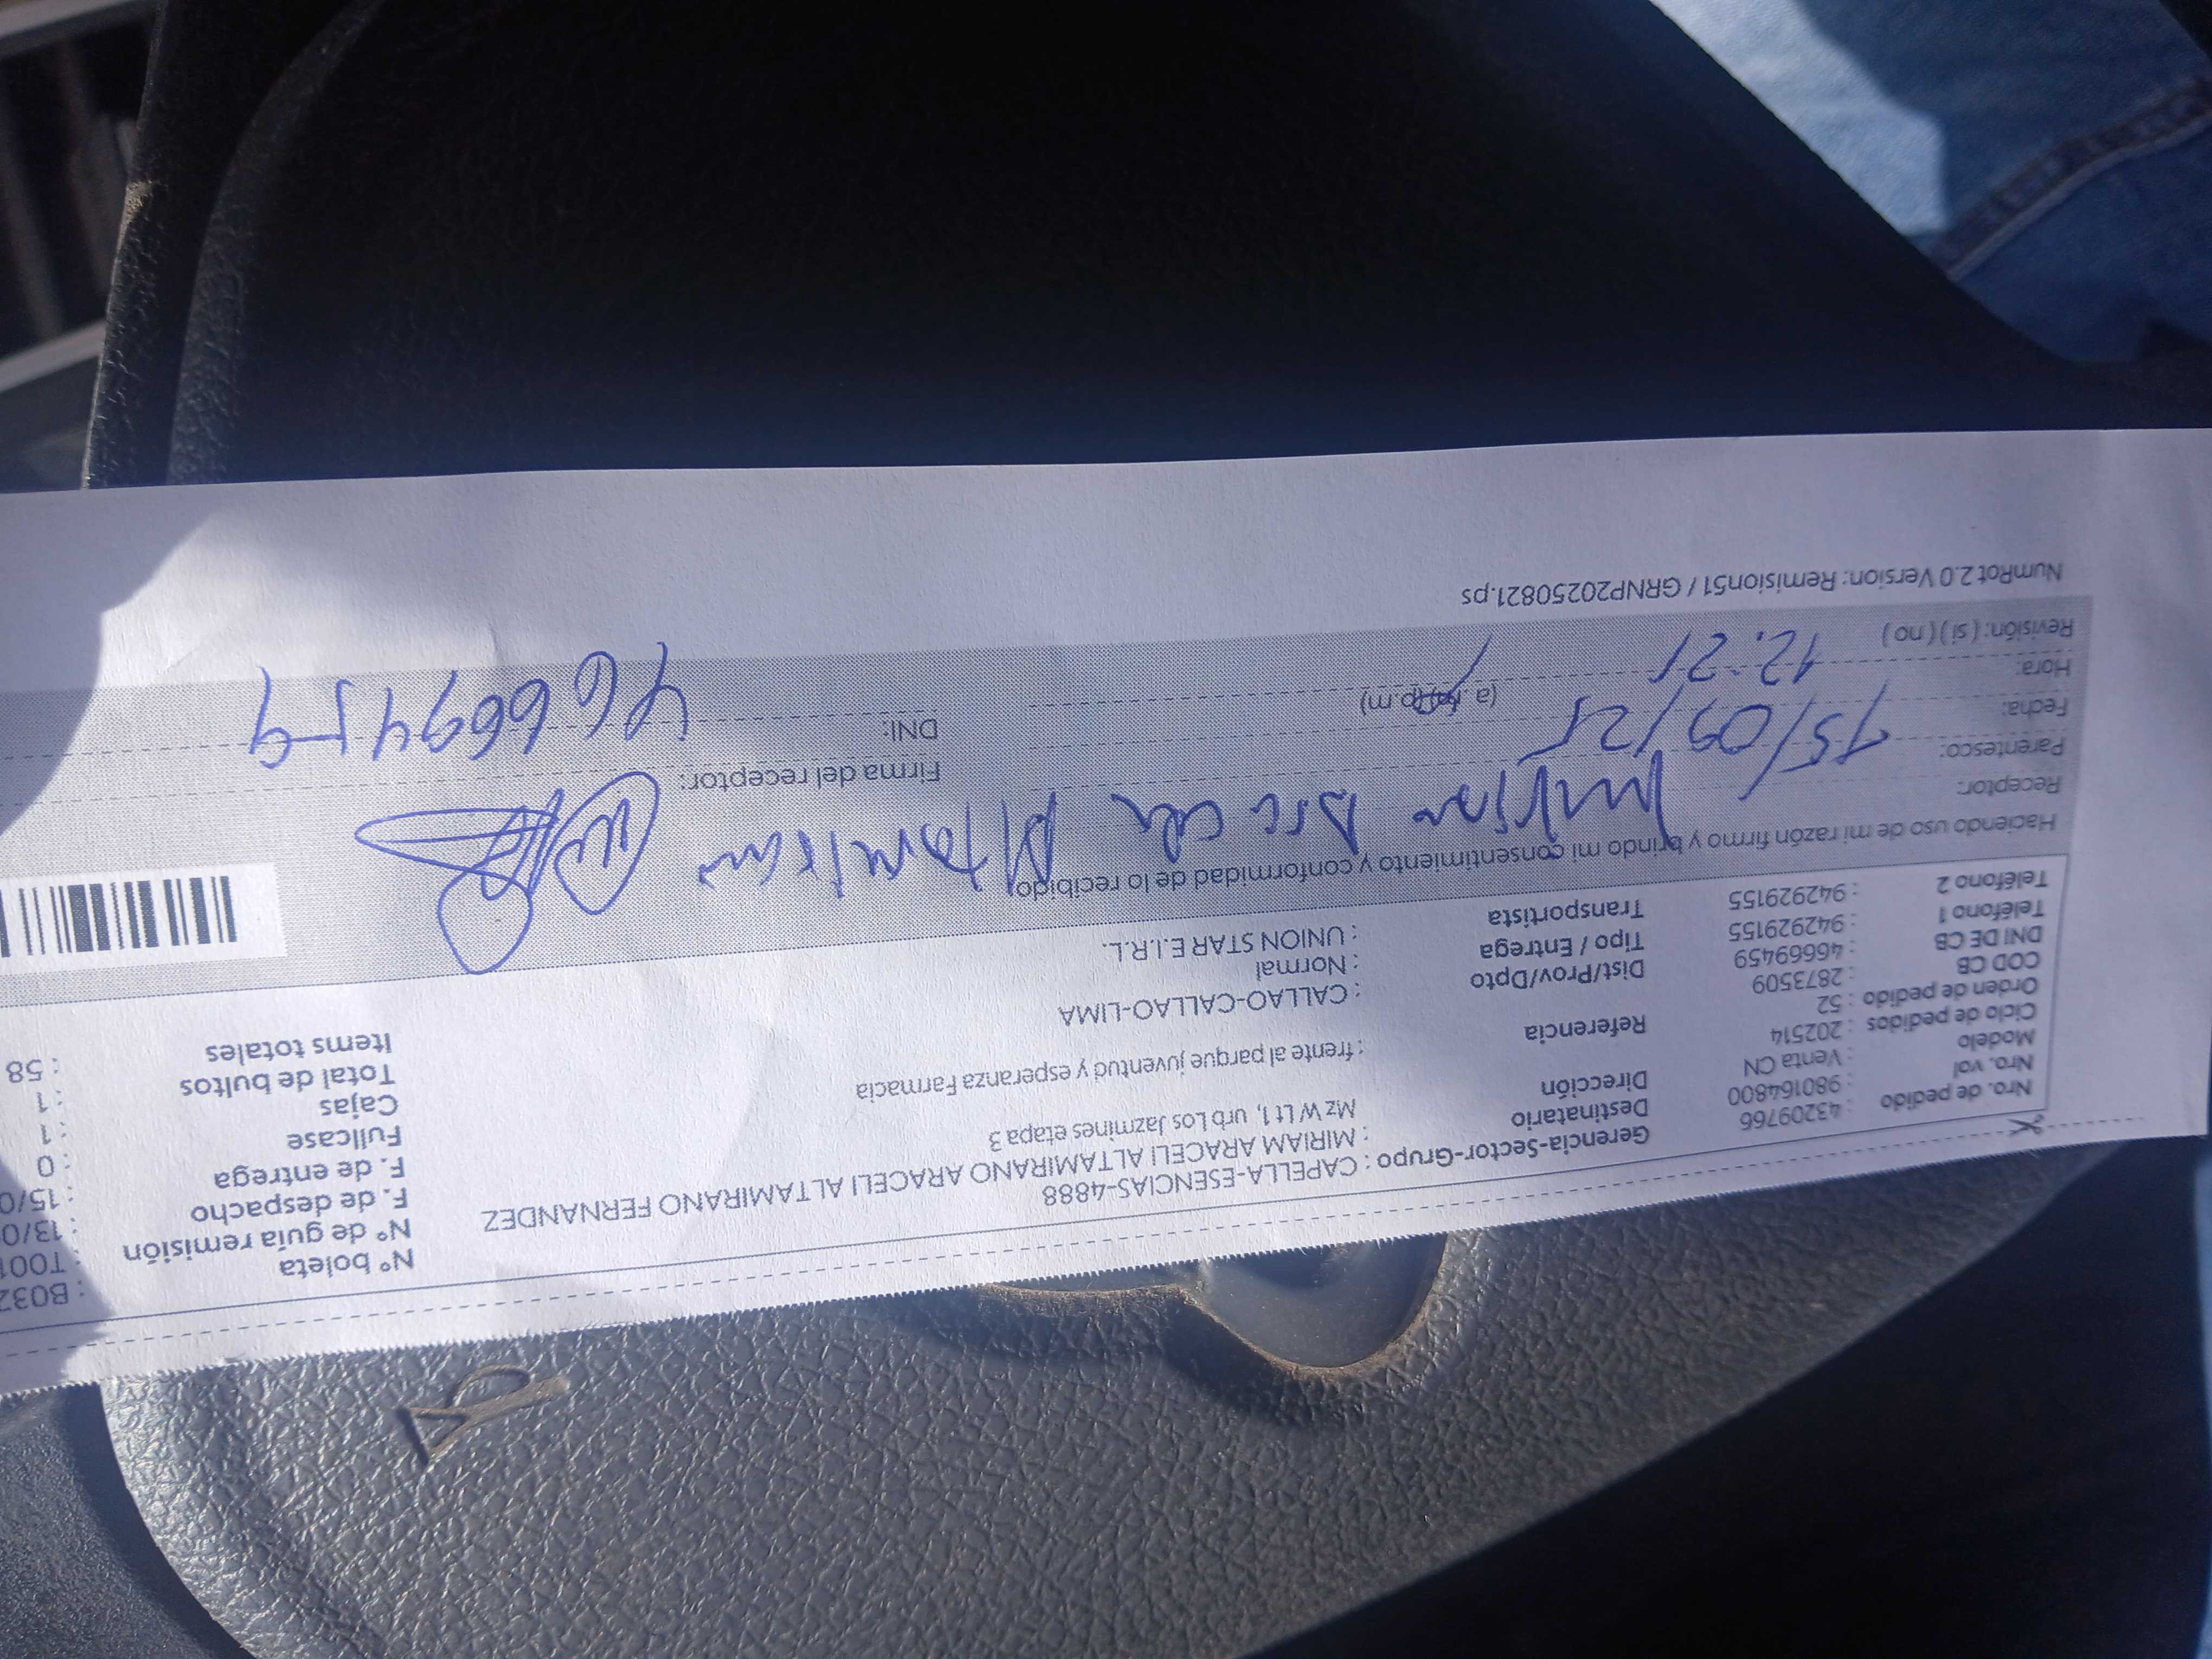 Nro. de pedido : 43209766
Nro. vol : 980164800
Modelo : Venta CN
Ciclo de pedidos : 202514
Orden de pedido : 52
COD CB : 2873509
DNI DE CB : 46669459
Teléfono 1 : 942929155
Teléfono 2 : 942929155
Gerencia-Sector-Grupo : CAPELLA-ESENCIAS-4888
Destinatario : MIRIAM ARACELI ALTAMIRANO ARACELI ALTAMIRANO FERNANDEZ
Dirección Mz W Lt 1, urb Los Jazmines etapa 3
Referencia : frente al parque juventud y esperanza Farmacia
Dist/Prov/Dpto : CALLAO-CALLAO-LIMA
Tipo / Entrega : Normal
Transportista : UNION STAR E.I.R.L.
N° boleta : B032
N° de guía remisión : T001
F. de despacho : 13/0
F. de entrega : 15/0
Fullcase : 0
Cajas : 1
Total de bultos : 1
Items totales : 58
Haciendo uso de mi razón firmo y brindo mi consentimiento y conformidad de lo recibido
Receptor: Altamirano
Parentesco:
Fecha: 15/09/25
Hora: 12:21 (a.m/p.m)
Revisión: ( si ) ( no )
Firma del receptor:
DNI: 46669459
NumRot 2.0 Version: Remision51 / GRNP20250821.ps